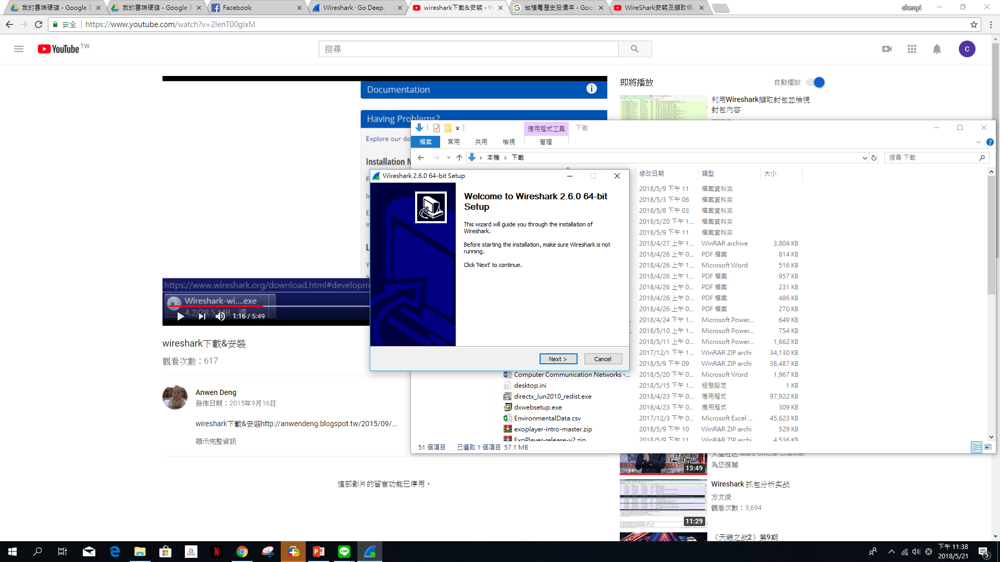 我的雲端硬碟 - Google
我的雲端硬碟 - Google
Facebook
Wireshark · Go Deep.
wireshark下載&安裝 - Yo
台積電歷史股價年 - Goo
WireShark安裝及擷取帳
chenyi
安全
https://www.youtube.com/watch?v=2lenT00glxM
YouTube TW
搜尋
C
Documentation
Having Problems?
Explore our do
Installation N
https://www.wireshark.org/download.html#developm
Wireshark-wi....exe
4.2/28.5 MB
1:16 / 5:49
wireshark下載&安裝
觀看次數：617
Anwen Deng
發佈日期：2015年9月16日
wireshark下載&安裝http://anwendeng.blogspot.tw/2015/09/...
顯示完整資訊
這部影片的留言功能已停用。
即將播放
自動播放
利用Wireshark擷取封包並檢視
封包內容
應用程式工具
下載
檔案
常用
共用
檢視
管理
本機
下載
搜尋 下載
修改日期
類型
大小
2018/5/9 下午 11
檔案資料夾
2018/5/3 下午 06
檔案資料夾
2018/5/8 下午 03
檔案資料夾
2018/5/20 下午 1...
檔案資料夾
2018/5/9 下午 11
檔案資料夾
2018/4/27 上午 1...
WinRAR archive
3,804 KB
2018/4/26 上午 0...
PDF 檔案
814 KB
2018/4/26 上午 1...
Microsoft Word
516 KB
2018/4/26 上午 1...
PDF 檔案
957 KB
2018/4/26 上午 0...
PDF 檔案
231 KB
2018/4/26 上午 0...
PDF 檔案
486 KB
2018/4/26 上午 0...
PDF 檔案
270 KB
2018/4/24 下午 1...
Microsoft Power...
649 KB
2018/5/10 上午 1...
Microsoft Power...
754 KB
2018/5/11 上午 0...
Microsoft Power...
1,662 KB
2017/12/1 下午 1...
WinRAR ZIP archi
34,130 KB
2018/5/9 下午 09
WinRAR ZIP archi
38,487 KB
Computer Communication Networks -...
2018/5/20 下午 0...
Microsoft Word
1,967 KB
desktop.ini
2018/5/15 下午 1...
組態設定
1 KB
directx_Jun2010_redist.exe
2018/4/23 下午 0...
應用程式
97,922 KB
dxwebsetup.exe
2018/4/23 下午 0...
應用程式
309 KB
EnvironmentalData.csv
2017/12/3 下午 0...
Microsoft Excel ...
45,623 KB
exoplayer-intro-master.zip
2018/5/9 下午 10
WinRAR ZIP archi
529 KB
ExoPlayer-release-v2.zip
2018/5/9 下午 11
WinRAR ZIP archi
4,536 KB
51 個項目
已選取 1 個項目 57.1 MB
Wireshark 2.6.0 64-bit Setup
Welcome to Wireshark 2.6.0 64-bit
Setup
This wizard will guide you through the installation of
Wireshark.
Before starting the installation, make sure Wireshark is not
running.
Click 'Next' to continue.
Next >
Cancel
Mars Official Channel
為您推薦
13:49
Wireshark 抓包分析实战
方文俊
觀看次數：3,694
11:29
OFFICIAL
《天籁之战2》第9期
下午 11:38
2018/5/21
5